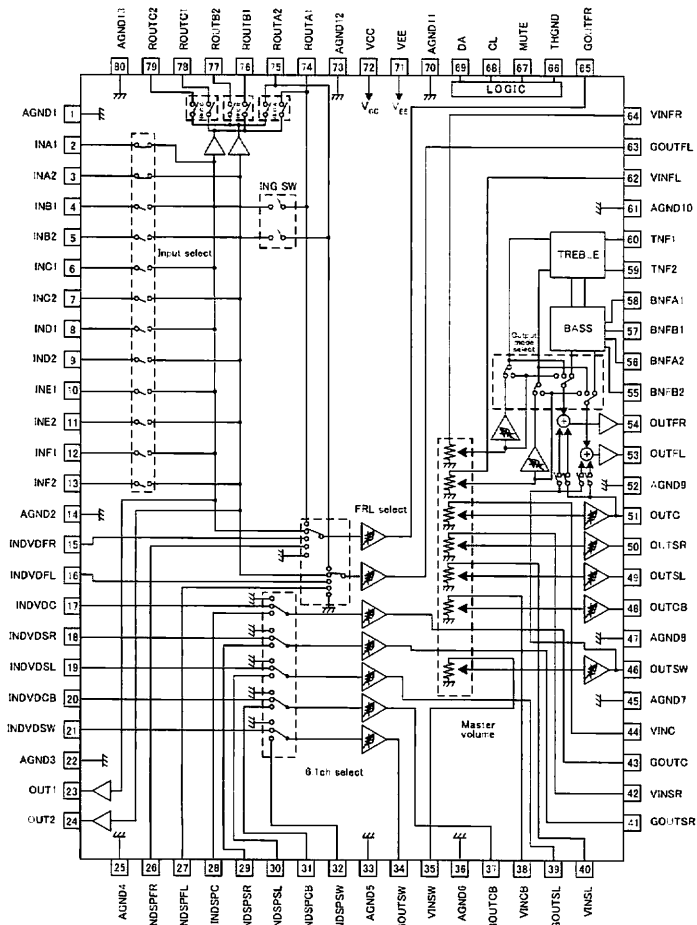 AGND13
ROUTC2
ROUTC1
ROUTB2
ROUTB1
ROUTA2
ROUTA1
AGND12
VCC
VEE
AGND11
DA
CL
MUTE
THGND
GOUTFR
80
79
78
77
76
75
74
73
72
71
70
69
68
67
66
65
LOGIC
VCC
VEE
AGND1 1
INA1 2
INA2 3
INB1 4
INB2 5
INC1 6
INC2 7
IND1 8
IND2 9
INE1 10
INE2 11
INF1 12
INF2 13
AGND2 14
INDVDFR 15
INDVDFL 16
INDVDC 17
INDVDSR 18
INDVDSL 19
INDVDCB 20
INDVDSW 21
AGND3 22
OUT1 23
OUT2 24
Input select
ING SW
FRL select
6.1ch select
Master
volume
TREBLE
BASS
Output
mode
select
64 VINFR
63 GOUTFL
62 VINFL
61 AGND10
60 TNF1
59 TNF2
58 BNFA1
57 BNFB1
56 BNFA2
55 BNFB2
54 OUTFR
53 OUTFL
52 AGND9
51 OUTC
50 OUTSR
49 OUTSL
48 OUTCB
47 AGND8
46 OUTSW
45 AGND7
44 VINC
43 GOUTC
42 VINSR
41 GOUTSR
25
26
27
28
29
30
31
32
33
34
35
36
37
38
39
40
AGND4
INDSPFR
INDSPFL
INDSPC
INDSPSR
INDSPSL
INDSPCB
INDSPSW
AGND5
GOUTSW
VINSW
AGND6
GOUTCB
VINCB
GOUTSL
VINSL